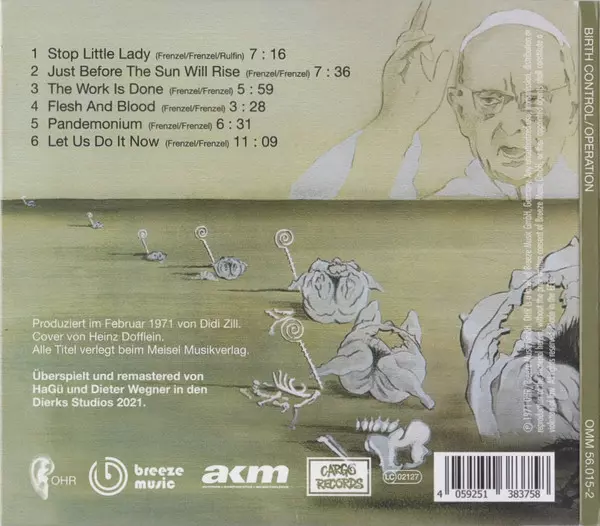 1 Stop Little Lady (Frenzel/Frenzel/Rulfin) 7 : 16
2 Just Before The Sun Will Rise (Frenzel/Frenzel) 7 : 36
3 The Work Is Done (Frenzel/Frenzel) 5 : 59
4 Flesh And Blood (Frenzel/Frenzel) 3 : 28
5 Pandemonium (Frenzel/Frenzel) 6 : 31
6 Let Us Do It Now (Frenzel/Frenzel) 11 : 09
BIRTH CONTROL/OPERATION
Produziert im Februar 1971 von Didi Zill.
Cover von Heinz Dofflein.
Alle Titel verlegt beim Meisel Musikverlag.
Überspielt und remastered von
HaGü und Dieter Wegner in den
Dierks Studios 2021.
OHR
breeze
music
akm
CARGO
RECORDS
LC 02127
4 059251 383758
OMM 56.015-2